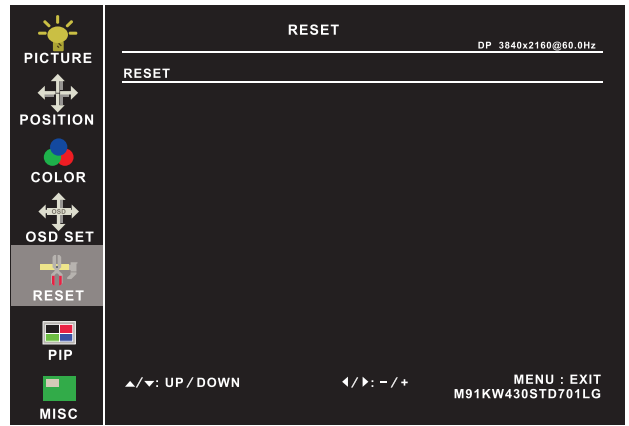 PICTURE
POSITION
COLOR
OSD
OSD SET
RESET
PIP
MISC
RESET
DP 3840x2160@60.0Hz
RESET
▲/▼: UP / DOWN
◀/▶: - / +
MENU : EXIT
M91KW430STD701LG